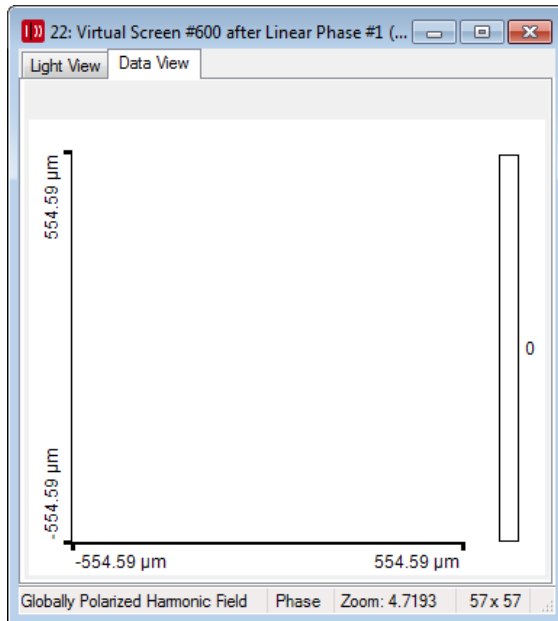 22: Virtual Screen #600 after Linear Phase #1 (...
Light View
Data View
554.59 µm
-554.59 µm
0
-554.59 µm
554.59 µm
Globally Polarized Harmonic Field
Phase
Zoom: 4.7193
57 x 57